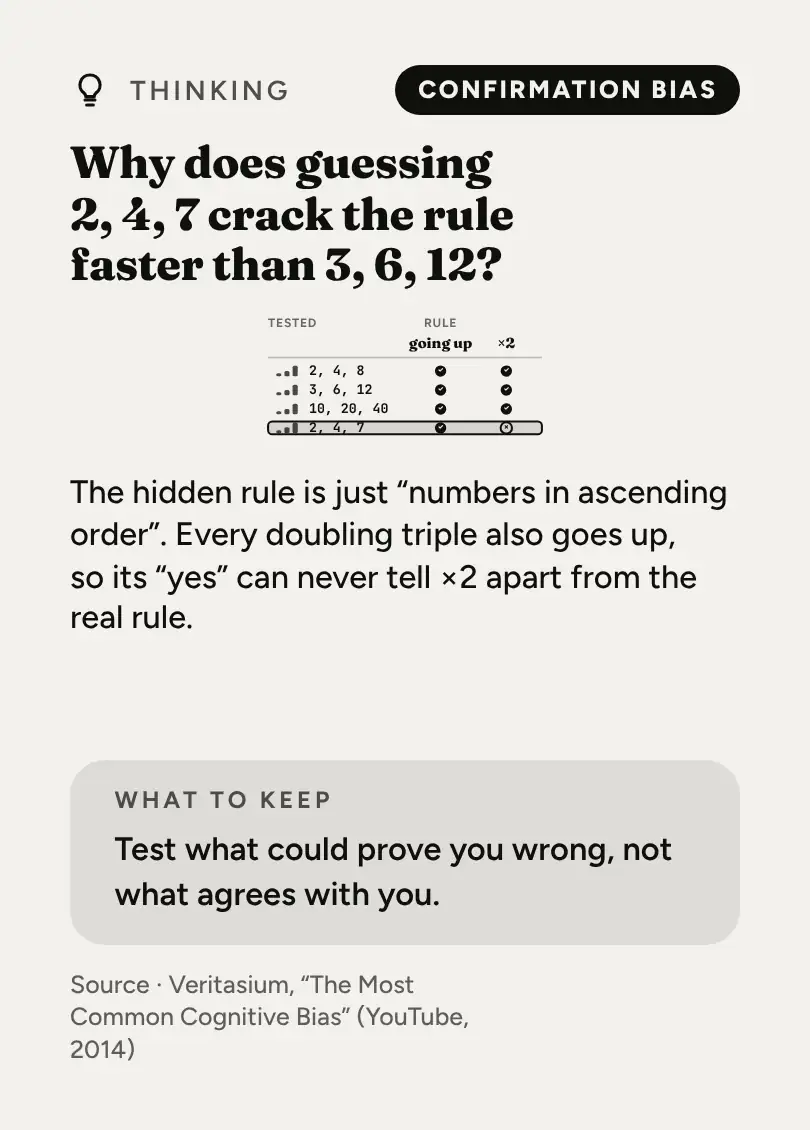 THINKING
CONFIRMATION BIAS
Why does guessing
2, 4, 7 crack the rule
faster than 3, 6, 12?
TESTED RULE
going up ×2
2, 4, 8
3, 6, 12
10, 20, 40
2, 4, 7
The hidden rule is just “numbers in ascending
order”. Every doubling triple also goes up,
so its “yes” can never tell ×2 apart from the
real rule.
WHAT TO KEEP
Test what could prove you wrong, not
what agrees with you.
Source · Veritasium, “The Most
Common Cognitive Bias” (YouTube,
2014)